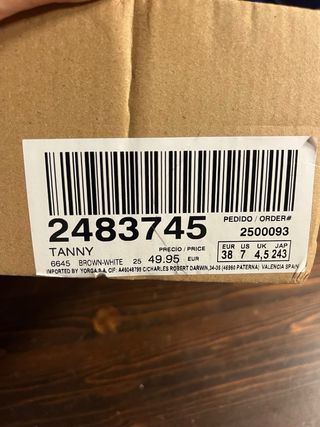 2483745
PEDIDO / ORDER#
2500093
TANNY
PRECIO / PRICE
6645 BROWN-WHITE 25 49.95 EUR
EUR US UK JAP
38 7 4,5 243
IMPORTED BY YORGA S.A, CIF: A46048799 C/CHARLES ROBERT DARWIN,34-36 (46980 PATERNA) VALENCIA SPAIN